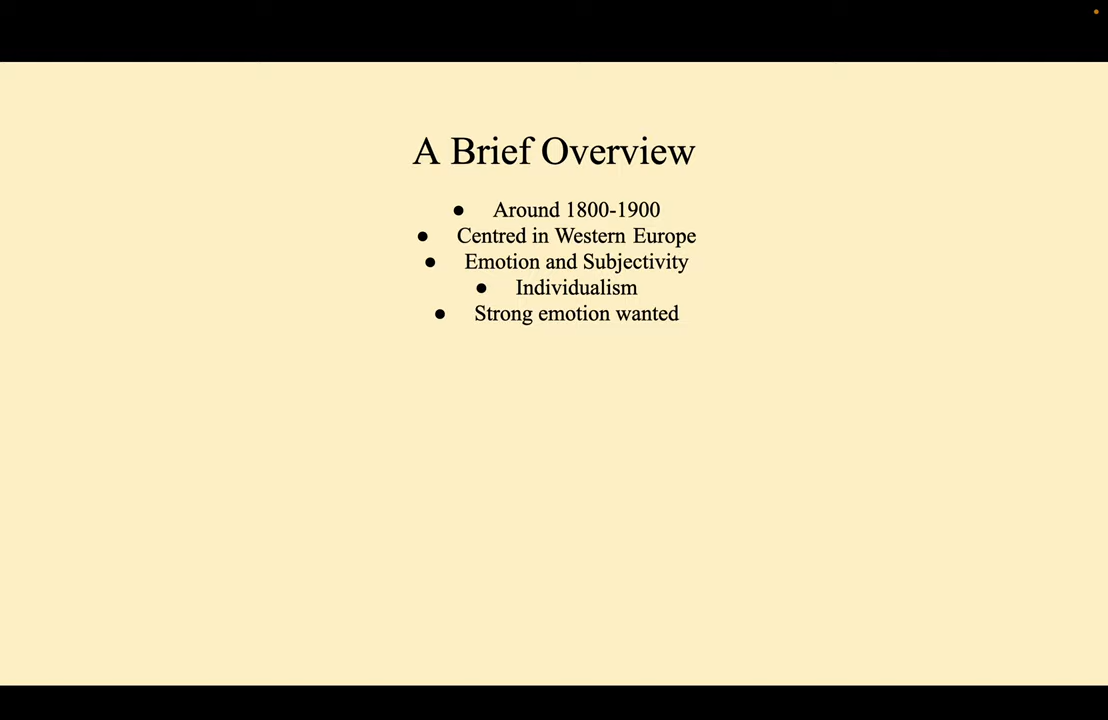 A Brief Overview
● Around 1800-1900
● Centred in Western Europe
● Emotion and Subjectivity
● Individualism
● Strong emotion wanted